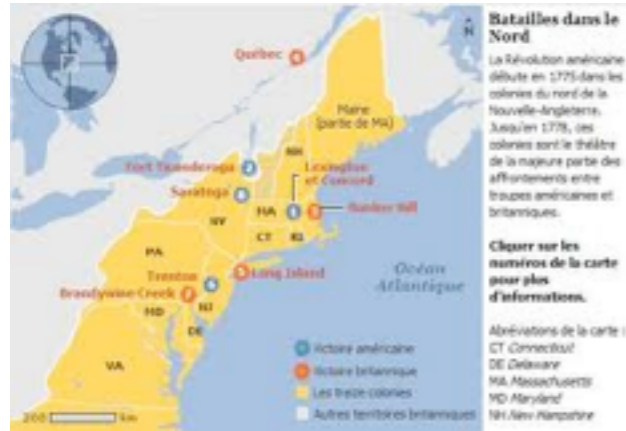 Batailles dans le
Nord
La Révolution américaine
débute en 1775 dans les
colonies du nord de la
Nouvelle-Angleterre.
Jusqu'en 1778, ces
colonies sont le théâtre
de la majeure partie des
affrontements entre
troupes américaines et
britanniques.
Cliquer sur les
numéros de la carte
pour plus
d'informations.
Abréviations de la carte :
CT Connecticut
DE Delaware
MA Massachusetts
MD Maryland
NH New Hampshire
N
Québec
Maine
(partie de MA)
NH
Fort Ticonderoga
Lexington
et Concord
Saratoga
MA
Bunker Hill
NY
CT
RI
PA
Long Island
Trenton
Océan
Atlantique
Brandywine Creek
NJ
MD
DE
VA
Victoire américaine
Victoire britannique
Les treize colonies
Autres territoires britanniques
200 km